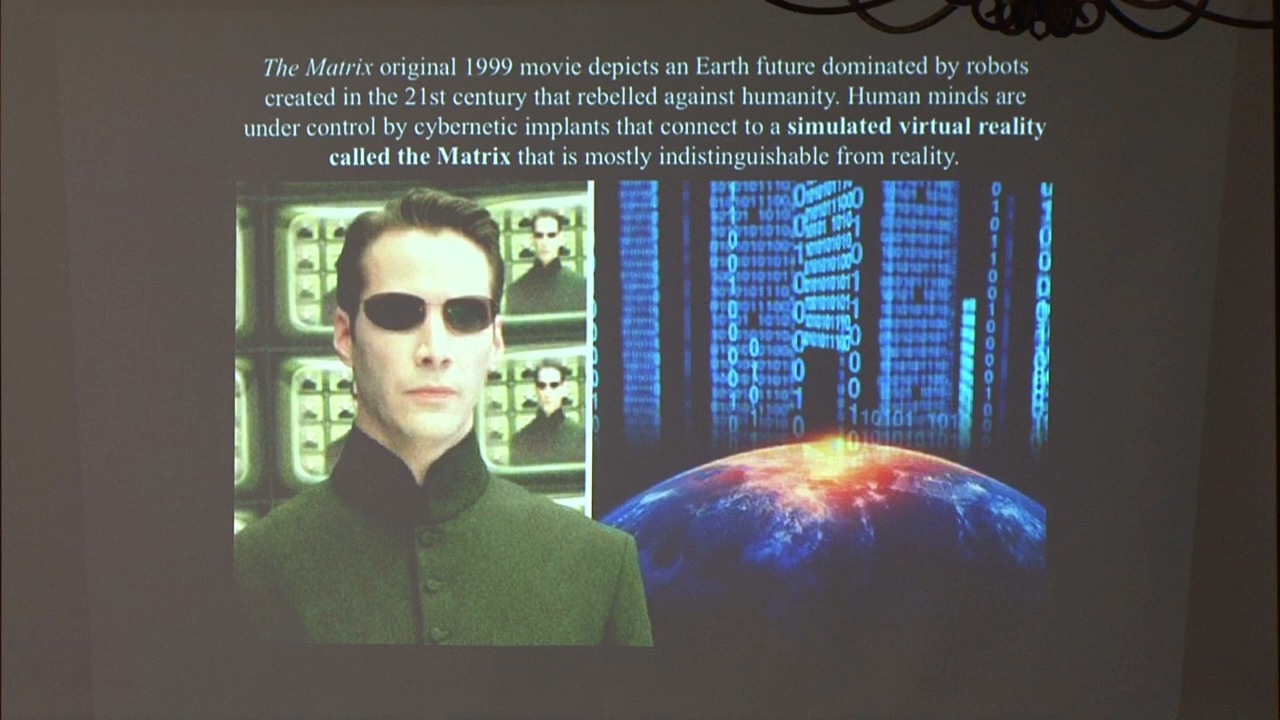 The Matrix original 1999 movie depicts an Earth future dominated by robots
created in the 21st century that rebelled against humanity. Human minds are
under control by cybernetic implants that connect to a simulated virtual reality
called the Matrix that is mostly indistinguishable from reality.